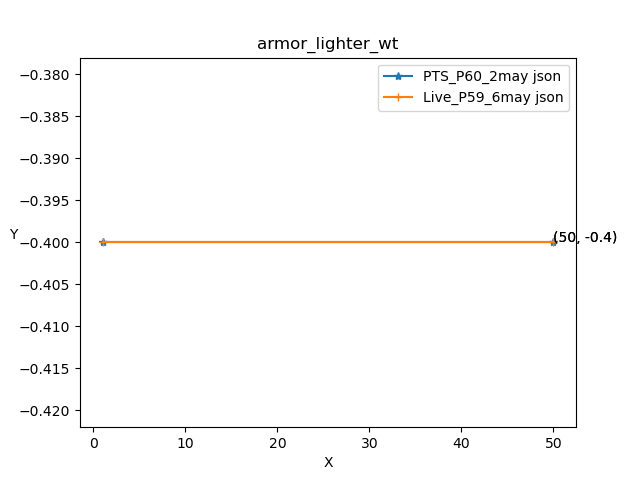 armor_lighter_wt
PTS_P60_2may json
Live_P59_6may json
−0.380
−0.385
−0.390
−0.395
−0.400
−0.405
−0.410
−0.415
−0.420
Y
(50, -0.4)
0 10 20 30 40 50
X